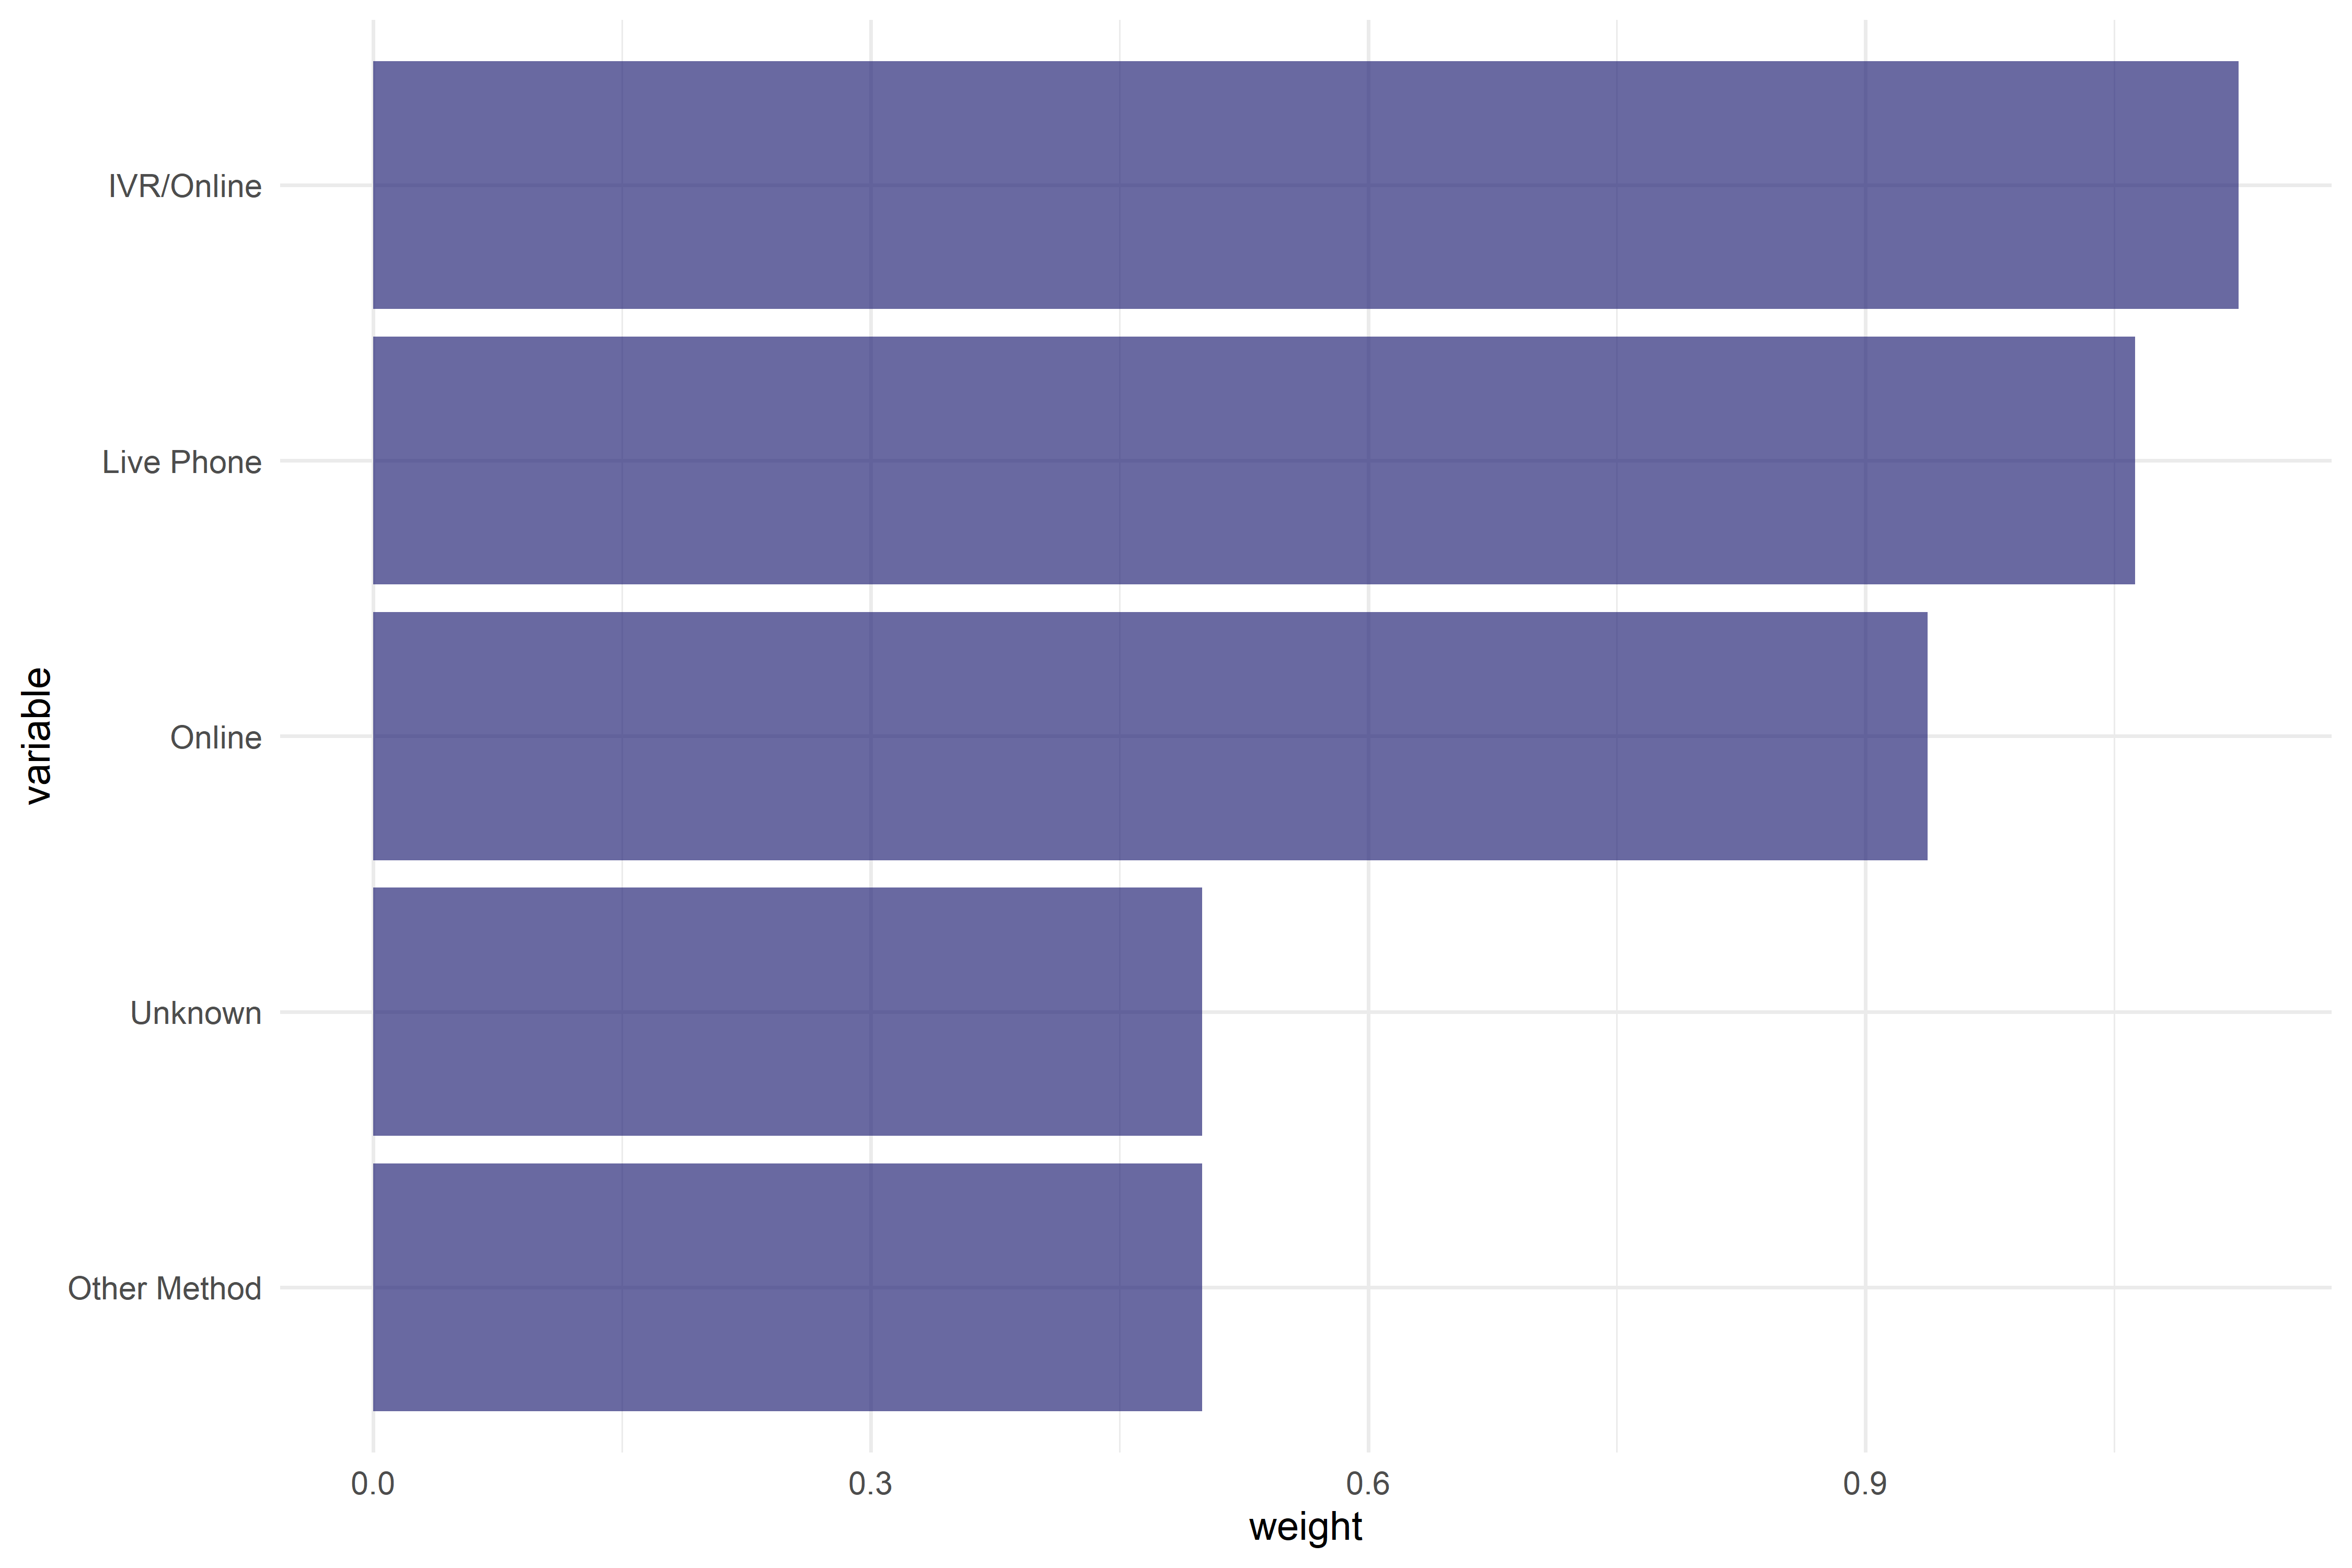 variable
IVR/Online
Live Phone
Online
Unknown
Other Method
0.0 0.3 0.6 0.9
weight